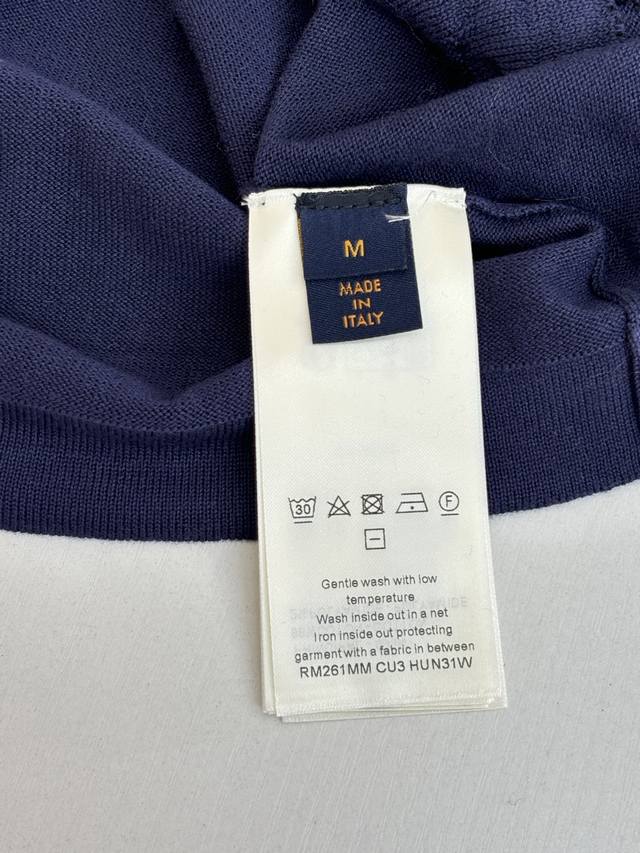 M
MADE
IN
ITALY
30
F
Gentle wash with low
temperature
Wash inside out in a net
Iron inside out protecting
garment with a fabric in between
RM261MM CU3 HUN31W